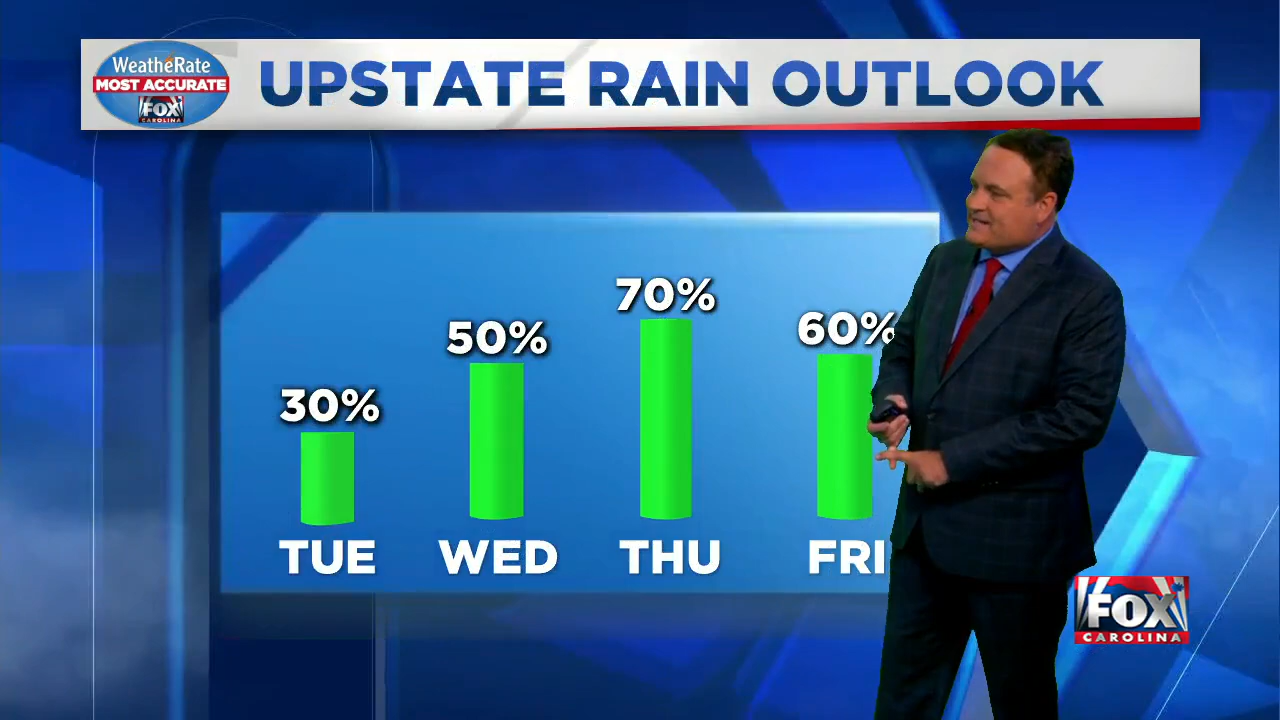 WeatheRate
MOST ACCURATE
FOX
CAROLINA
UPSTATE RAIN OUTLOOK
30%
50%
70%
60%
TUE
WED
THU
FRI
FOX
CAROLINA